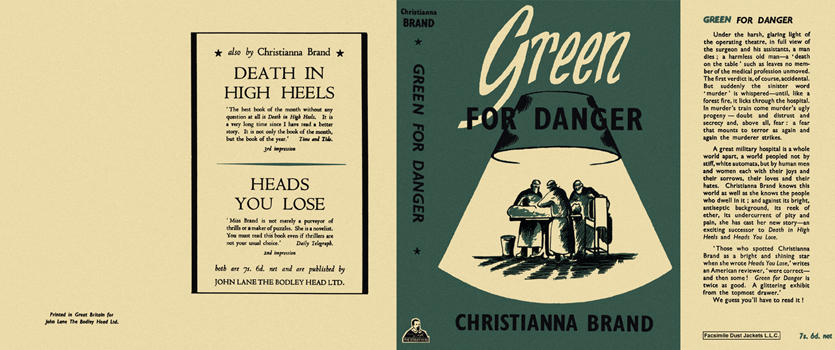 ★ also by Christianna Brand ★
DEATH IN
HIGH HEELS
'The best book of the month without any
question at all is Death in High Heels. It is
a very long time since I have read a better
story. It is not only the book of the month,
but the book of the year.' Time and Tide.
3rd impression
HEADS
YOU LOSE
'Miss Brand is not merely a purveyor of
thrills or a maker of puzzles. She is a novelist.
You must read this book even if thrillers are
not your usual choice.' Daily Telegraph.
2nd impression
both are 7s. 6d. net and are published by
JOHN LANE THE BODLEY HEAD LTD.
Printed in Great Britain for
John Lane The Bodley Head Ltd.
Christianna
BRAND
★
GREEN FOR DANGER
★
Green
FOR DANGER
CHRISTIANNA BRAND
GREEN FOR DANGER
Under the harsh, glaring light of
the operating theatre, in full view of
the surgeon and his assistants, a man
dies; a harmless old man—a 'death
on the table' such as leaves no mem-
ber of the medical profession unmoved.
The first verdict is, of course, accidental.
But suddenly the sinister word
'murder' is whispered—until, like a
forest fire, it licks through the hospital.
In murder's train come murder's ugly
progeny—doubt and distrust and
secrecy and, above all, fear: a fear
that mounts to terror as again and
again the murderer strikes.
A great military hospital is a whole
world apart, a world peopled not by
stiff, white automata, but by human men
and women each with their joys and
their sorrows, their loves and their
hates. Christianna Brand knows this
world as well as she knows the people
who dwell in it; and against its bright,
antiseptic background, its reek of
ether, its undercurrent of pity and
pain, she has cast her new story—an
exciting successor to Death in High
Heels and Heads You Lose.
'Those who spotted Christianna
Brand as a bright and shining star
when she wrote Heads You Lose,' writes
an American reviewer, 'were correct—
and then some! Green for Danger is
twice as good. A glittering exhibit
from the topmost drawer.'
We guess you'll have to read it!
Facsimile Dust Jackets L.L.C.
7s. 6d. net